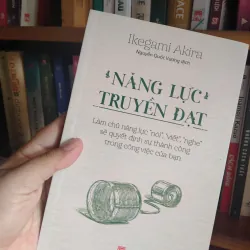 Ikegami Akira
Nguyễn Quốc Vượng dịch
NĂNG LỰC
TRUYỀN ĐẠT
Làm chủ năng lực "nói", "viết", "nghe"
sẽ quyết định sự thành công
trong công việc của bạn